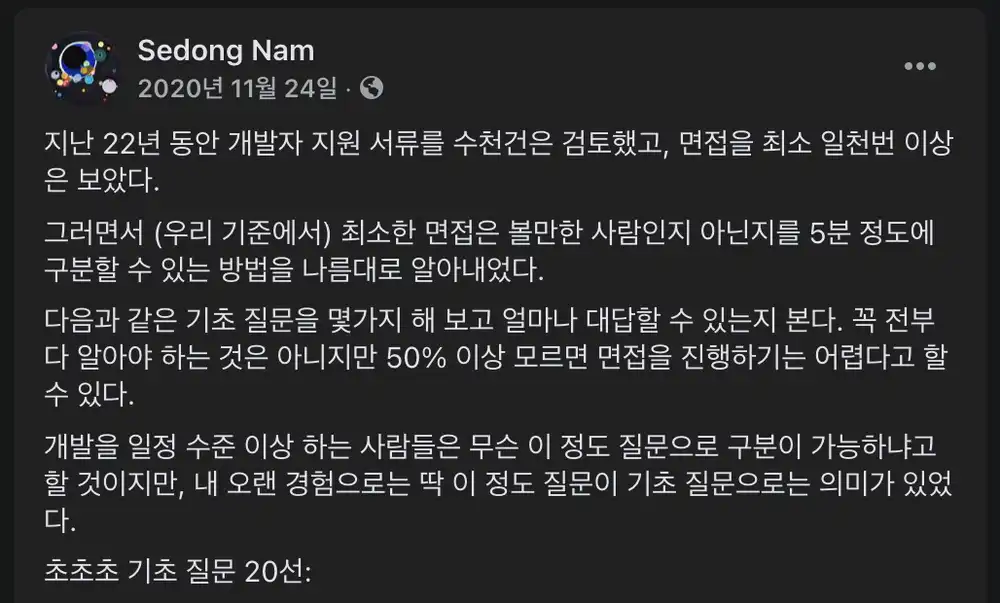 Sedong Nam
2020년 11월 24일 ·
지난 22년 동안 개발자 지원 서류를 수천건은 검토했고, 면접을 최소 일천번 이상
은 보았다.
그러면서 (우리 기준에서) 최소한 면접은 볼만한 사람인지 아닌지를 5분 정도에
구분할 수 있는 방법을 나름대로 알아내었다.
다음과 같은 기초 질문을 몇가지 해 보고 얼마나 대답할 수 있는지 본다. 꼭 전부
다 알아야 하는 것은 아니지만 50% 이상 모르면 면접을 진행하기는 어렵다고 할
수 있다.
개발을 일정 수준 이상 하는 사람들은 무슨 이 정도 질문으로 구분이 가능하냐고
할 것이지만, 내 오랜 경험으로는 딱 이 정도 질문이 기초 질문으로는 의미가 있었
다.
초초초 기초 질문 20선: